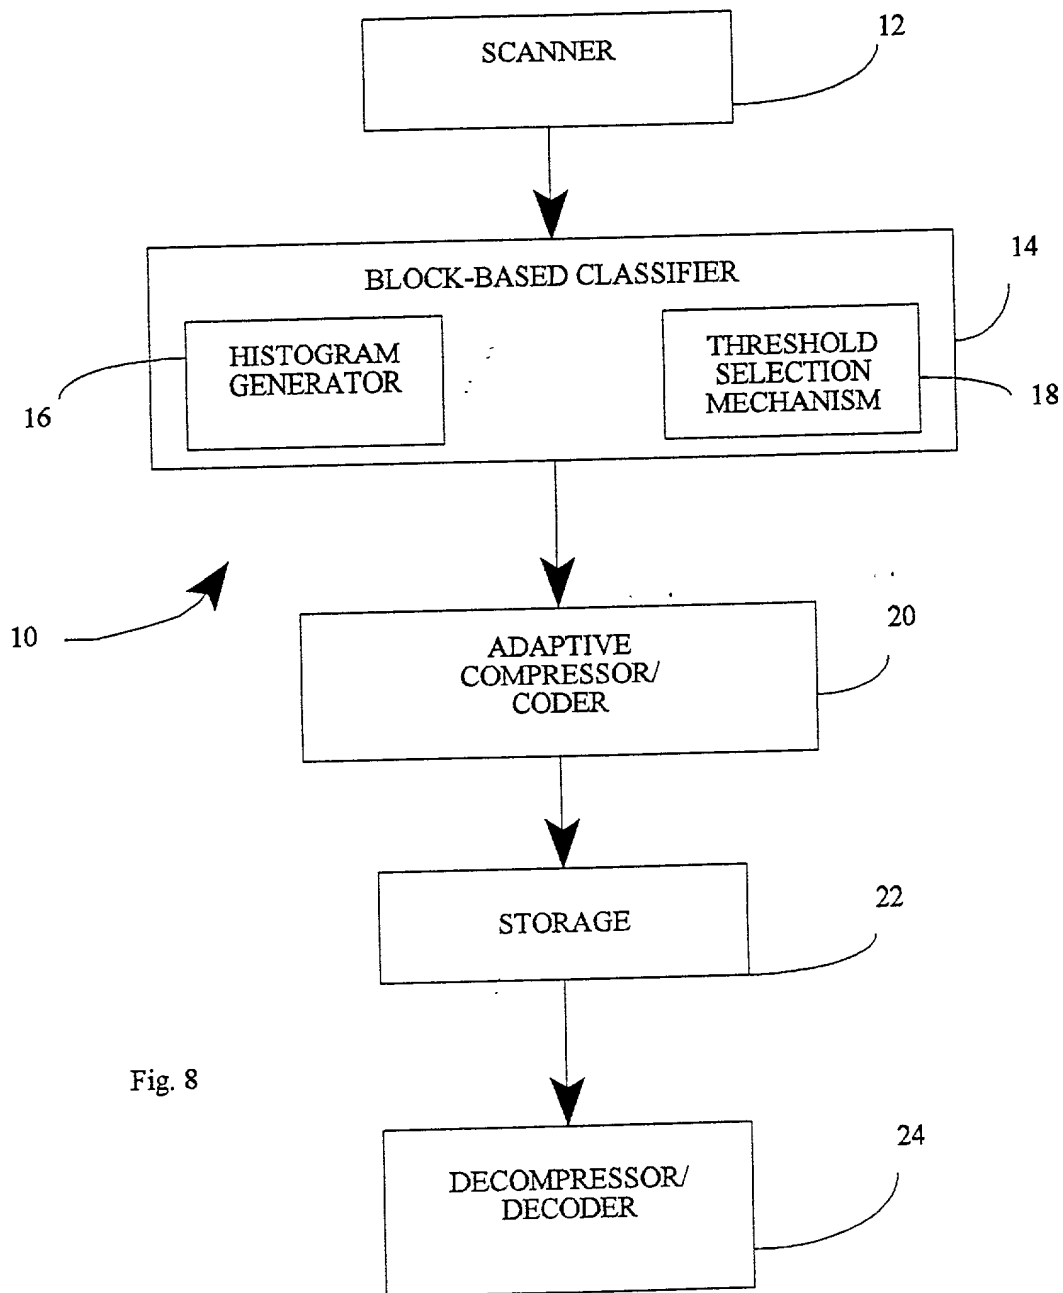 SCANNER
12
BLOCK-BASED CLASSIFIER
14
HISTOGRAM
GENERATOR
16
THRESHOLD
SELECTION
MECHANISM
18
10
ADAPTIVE
COMPRESSOR/
CODER
20
STORAGE
22
Fig. 8
DECOMPRESSOR/
DECODER
24